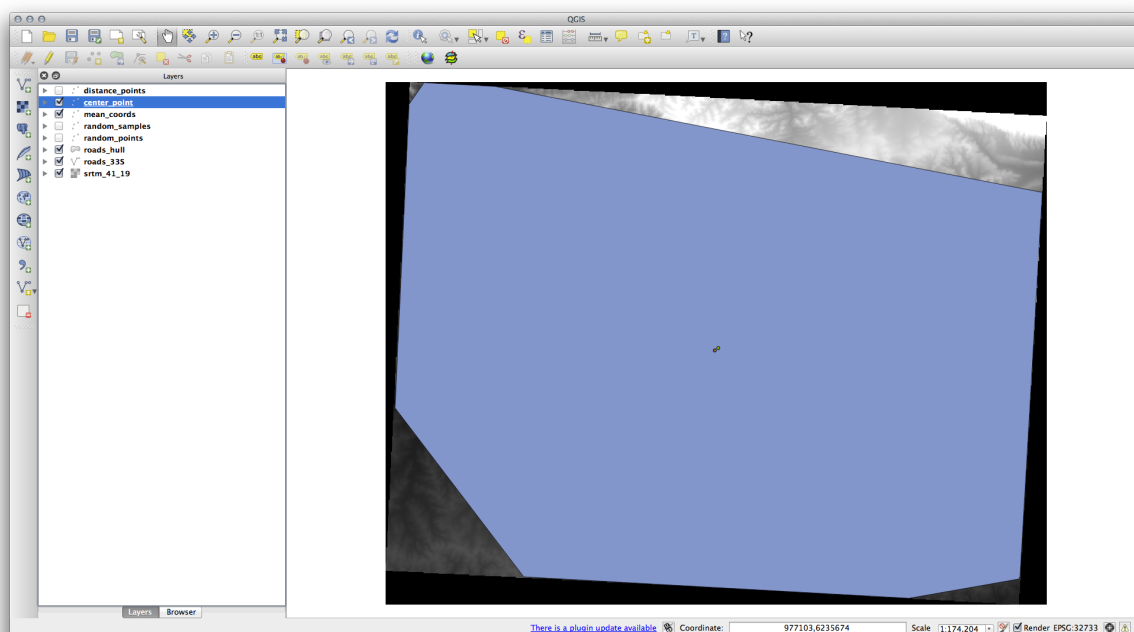 QGIS
Layers
distance_points
center_point
mean_coords
random_samples
random_points
roads_hull
roads_33S
srtm_41_19
Layers Browser
There is a plugin update available Coordinate: 977103,6235674 Scale 1:174,204 Render EPSG:32733